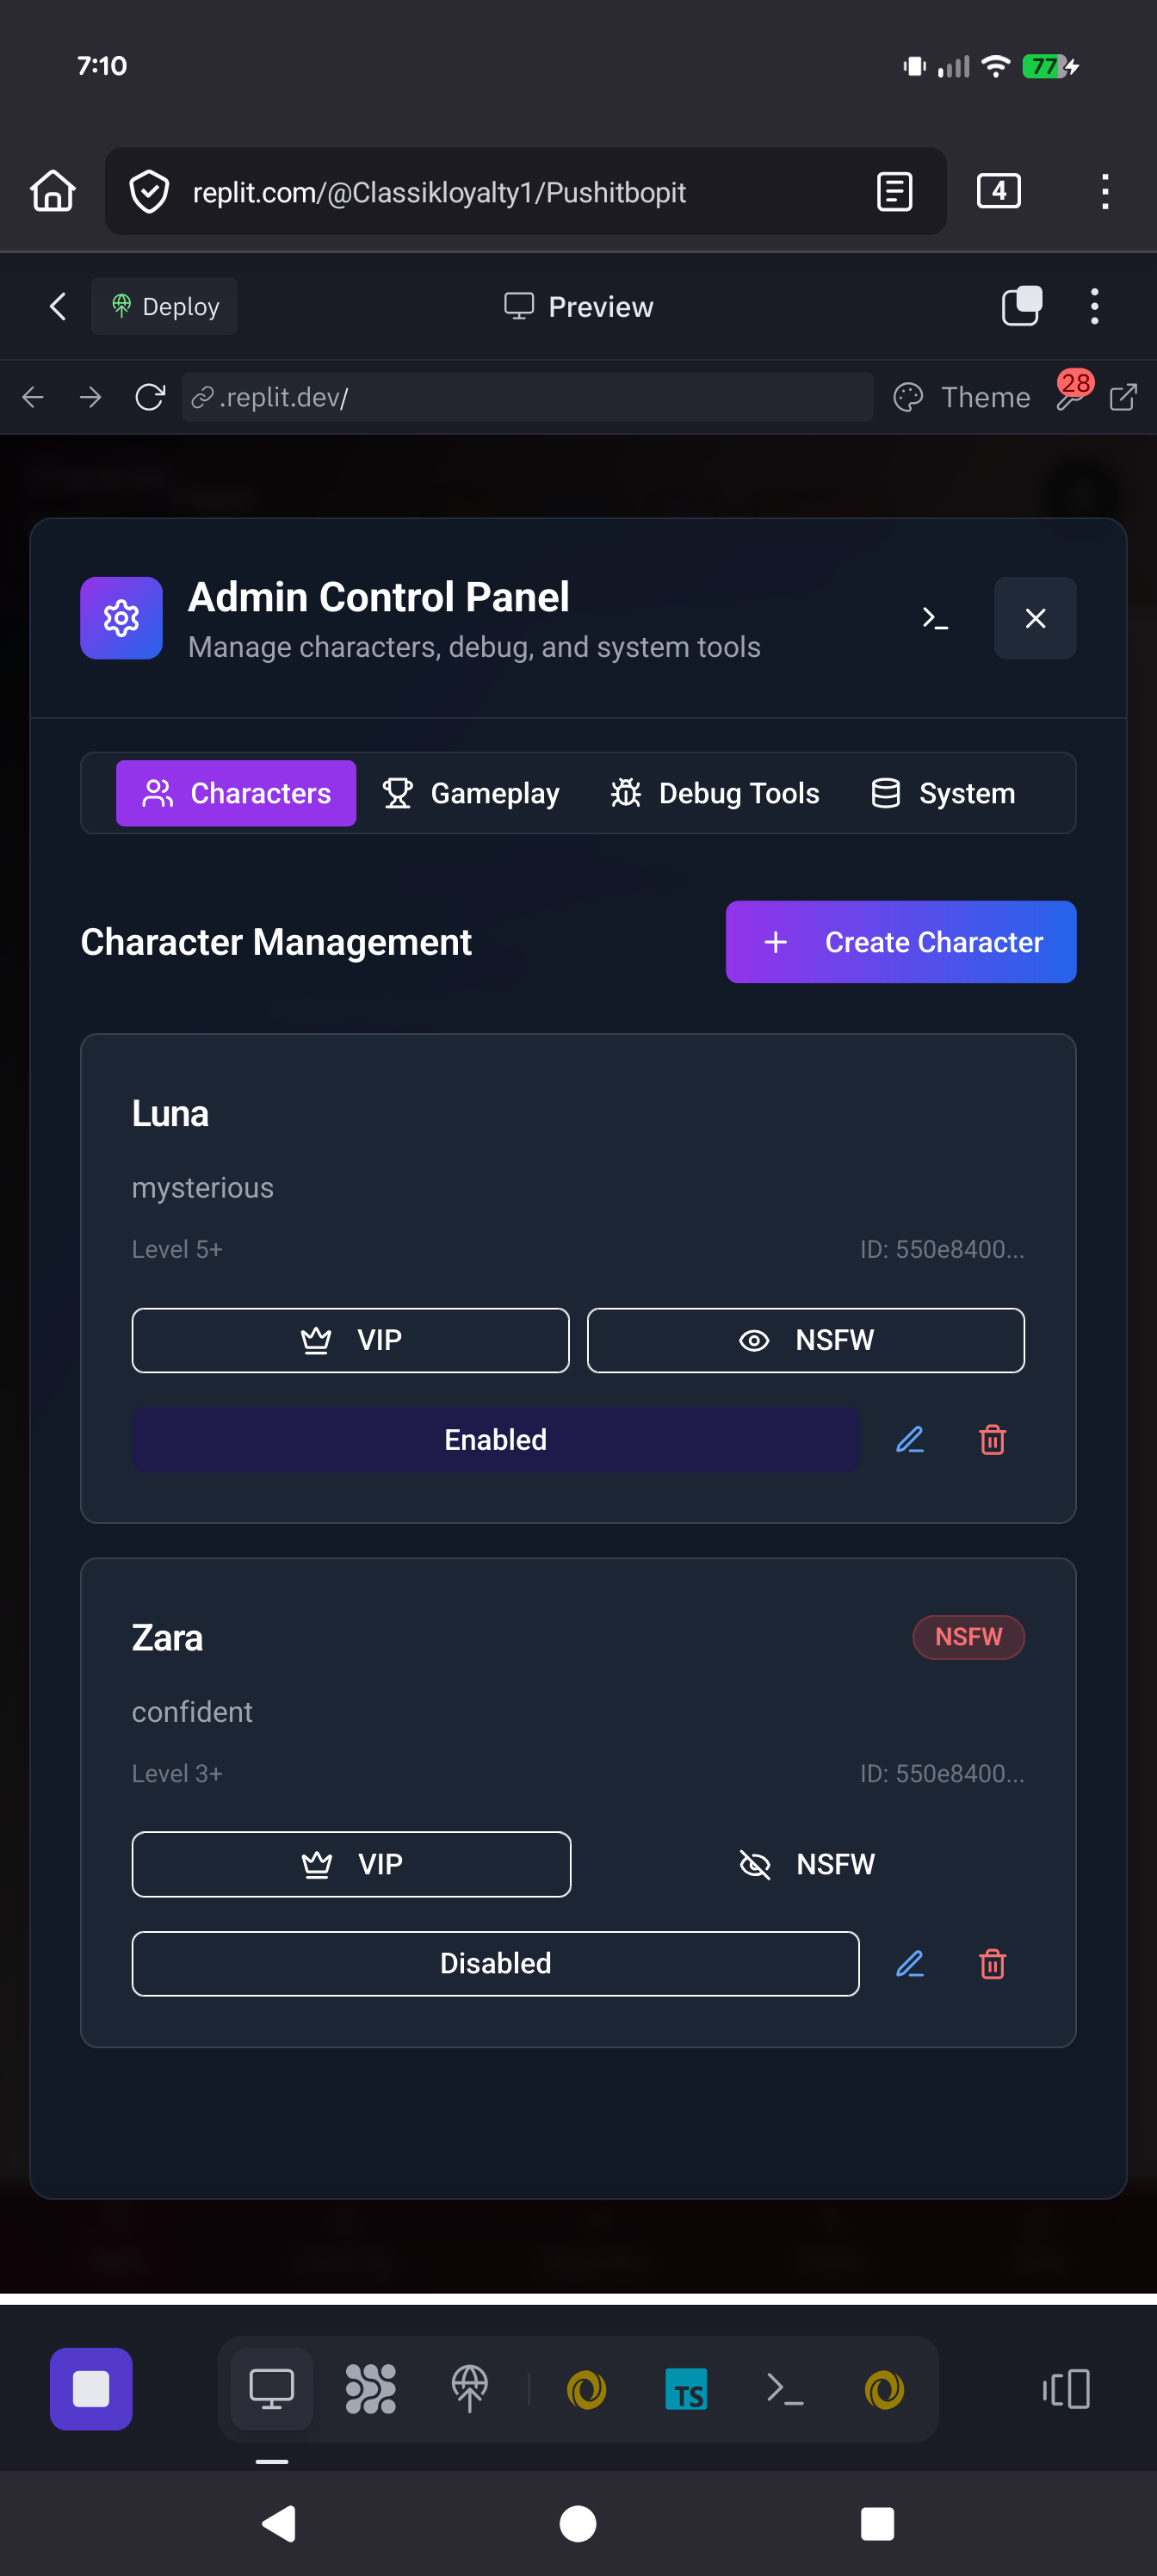 7:10
77
replit.com/@Classikloyalty1/Pushitbopit
4
Deploy
Preview
.replit.dev/
Theme
28
Admin Control Panel
Manage characters, debug, and system tools
Characters
Gameplay
Debug Tools
System
Character Management
Create Character
Luna
mysterious
Level 5+
ID: 550e8400...
VIP
NSFW
Enabled
Zara
NSFW
confident
Level 3+
ID: 550e8400...
VIP
NSFW
Disabled
TS